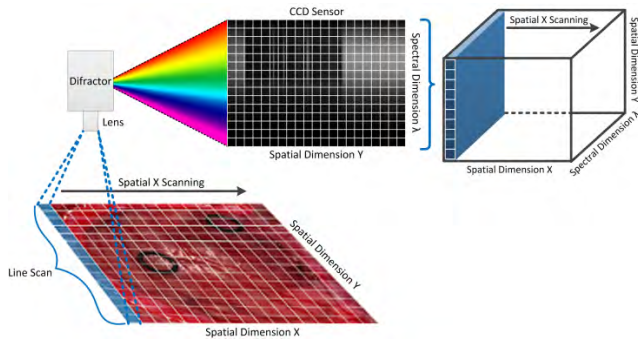 CCD Sensor
Spatial X Scanning
Difractor
Lens
Spectral Dimension λ
Spatial Dimension Y
Spatial Dimension Y
Spatial Dimension X
Spectral Dimension λ
Spatial X Scanning
Line Scan
Spatial Dimension Y
Spatial Dimension X